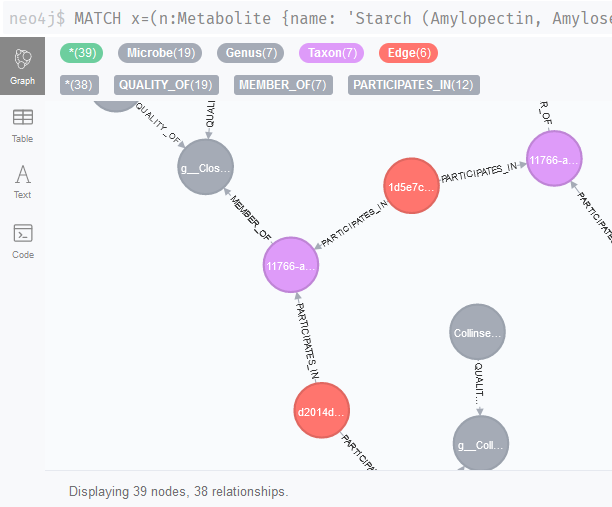 neo4j$ MATCH x=(n:Metabolite {name: 'Starch (Amylopectin, Amylose
*(39) Microbe(19) Genus(7) Taxon(7) Edge(6)
*(38) QUALITY_OF(19) MEMBER_OF(7) PARTICIPATES_IN(12)
Graph
Table
Text
Code
QUALITY_OF
QUALI
R_OF
g__Clos...
1d5e7c...
PARTICIPATES_IN
11766-a...
MEMBER_OF
PARTICIPATES_IN
PARTICIPATE
11766-a...
PARTICIPATES_IN
Collinse...
QUALIT...
d2014d...
PARTICIPA
g__Coll...
Displaying 39 nodes, 38 relationships.